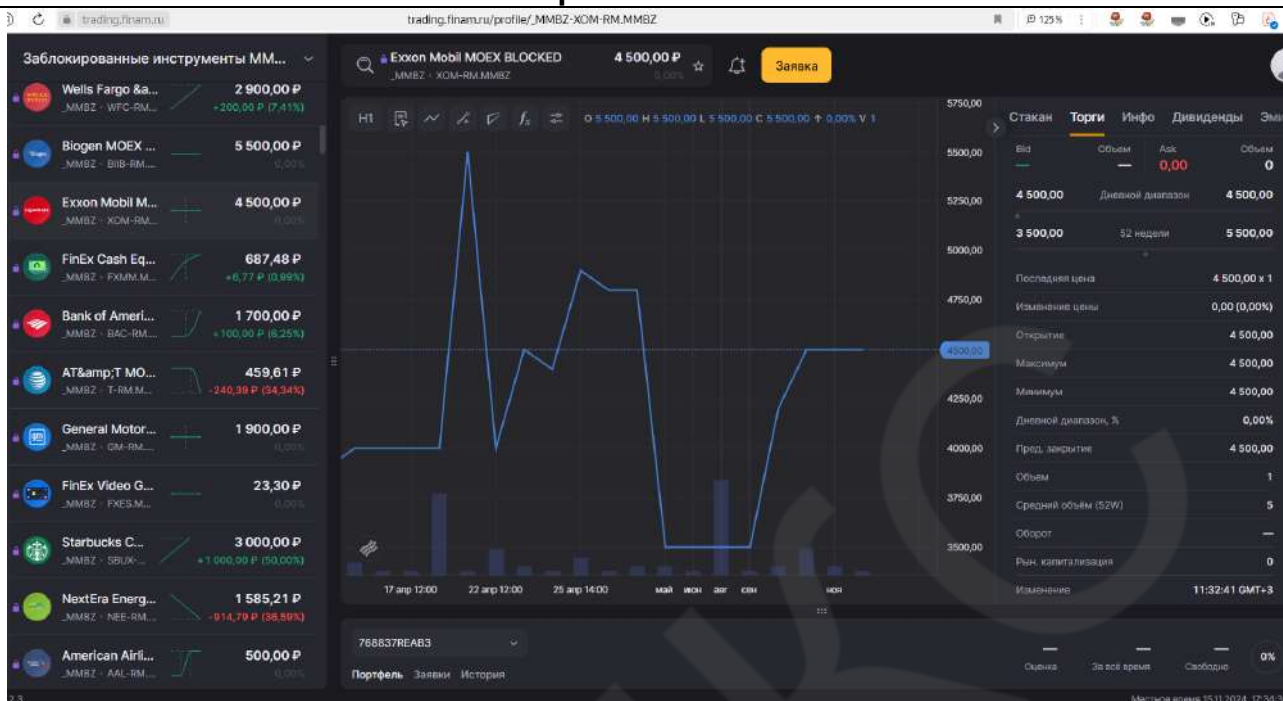 trading.finam.ru
trading.finam.ru/profile/_MMBZ-XOM-RM.MMBZ
125%
Заблокированные инструменты ММ...
Wells Fargo &a...
2 900,00 ₽
_MMBZ · WFC-RM...
+200,00 ₽ (7,41%)
Biogen MOEX ...
5 500,00 ₽
_MMBZ · BIIB-RM....
0,00%
Exxon Mobil M...
4 500,00 ₽
_MMBZ · XOM-RM...
0,00%
FinEx Cash Eq...
687,48 ₽
_MMBZ · FXMM.M...
+6,77 ₽ (0,99%)
Bank of Ameri...
1 700,00 ₽
_MMBZ · BAC-RM...
+100,00 ₽ (6,25%)
AT&amp;T MO...
459,61 ₽
_MMBZ · T-RM.M...
-240,39 ₽ (34,34%)
General Motor...
1 900,00 ₽
_MMBZ · GM-RM....
0,00%
FinEx Video G...
23,30 ₽
_MMBZ · FXES.M...
0,00%
Starbucks C...
3 000,00 ₽
_MMBZ · SBUX-...
+1 000,00 ₽ (50,00%)
NextEra Energ...
1 585,21 ₽
_MMBZ · NEE-RM...
-914,79 ₽ (36,59%)
American Airli...
500,00 ₽
_MMBZ · AAL-RM...
0,00%
2.3
Exxon Mobil MOEX BLOCKED
4 500,00 ₽
_MMBZ · XOM-RM.MMBZ
0,00%
Заявка
H1
O 5 500,00 H 5 500,00 L 5 500,00 C 5 500,00 ↑ 0,00% V 1
5750,00
5500,00
5250,00
5000,00
4750,00
4500,00
4250,00
4000,00
3750,00
3500,00
17 апр 12:00
22 апр 12:00
25 апр 14:00
май
июн
авг
сен
ноя
Стакан Торги Инфо Дивиденды Эми
Bid Объем Ask Объем
— — 0,00 0
4 500,00 Дневной диапазон 4 500,00
3 500,00 52 недели 5 500,00
Последняя цена 4 500,00 x 1
Изменение цены 0,00 (0,00%)
Открытие 4 500,00
Максимум 4 500,00
Минимум 4 500,00
Дневной диапазон, % 0,00%
Пред. закрытие 4 500,00
Объем 1
Средний объём (52W) 5
Оборот —
Рын. капитализация 0
Изменение 11:32:41 GMT+3
768837REAB3
Портфель Заявки История
— — —
Оценка За всё время Свободно
0%
Местное время 15.11.2024, 17:34:3